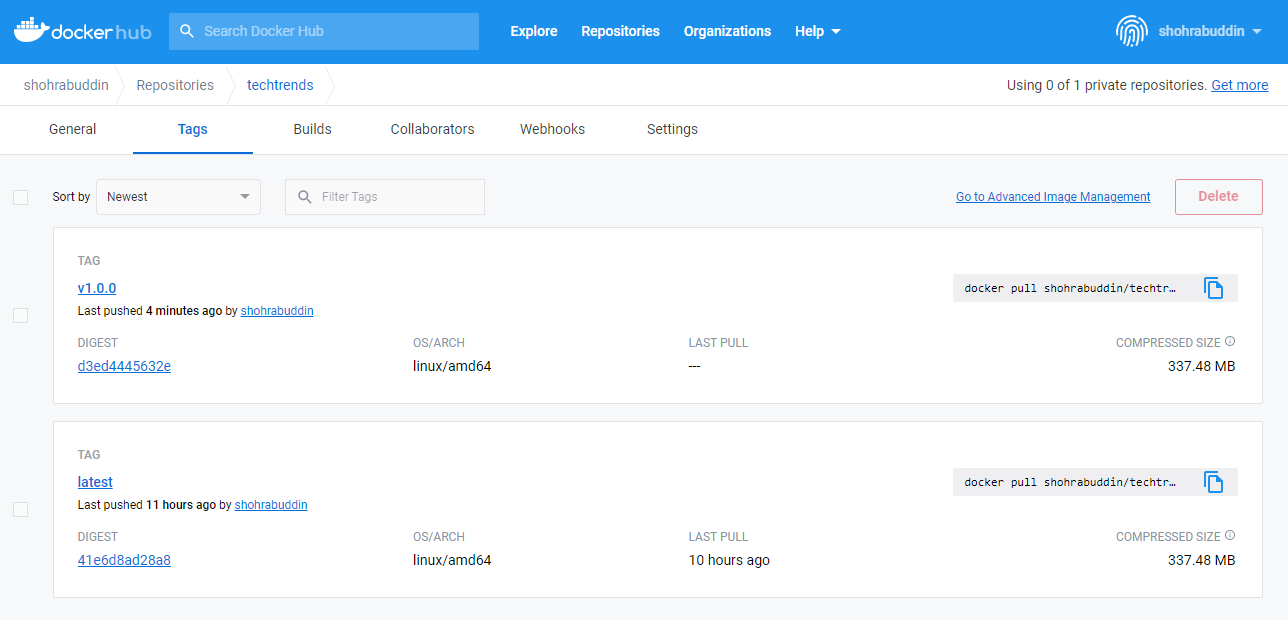 dockerhub Search Docker Hub Explore Repositories Organizations Help shohrabuddin
shohrabuddin Repositories techtrends Using 0 of 1 private repositories. Get more
General Tags Builds Collaborators Webhooks Settings
Sort by Newest Filter Tags Go to Advanced Image Management Delete
TAG
v1.0.0 docker pull shohrabuddin/techtr…
Last pushed 4 minutes ago by shohrabuddin
DIGEST OS/ARCH LAST PULL COMPRESSED SIZE
d3ed4445632e linux/amd64 --- 337.48 MB
TAG
latest docker pull shohrabuddin/techtr…
Last pushed 11 hours ago by shohrabuddin
DIGEST OS/ARCH LAST PULL COMPRESSED SIZE
41e6d8ad28a8 linux/amd64 10 hours ago 337.48 MB